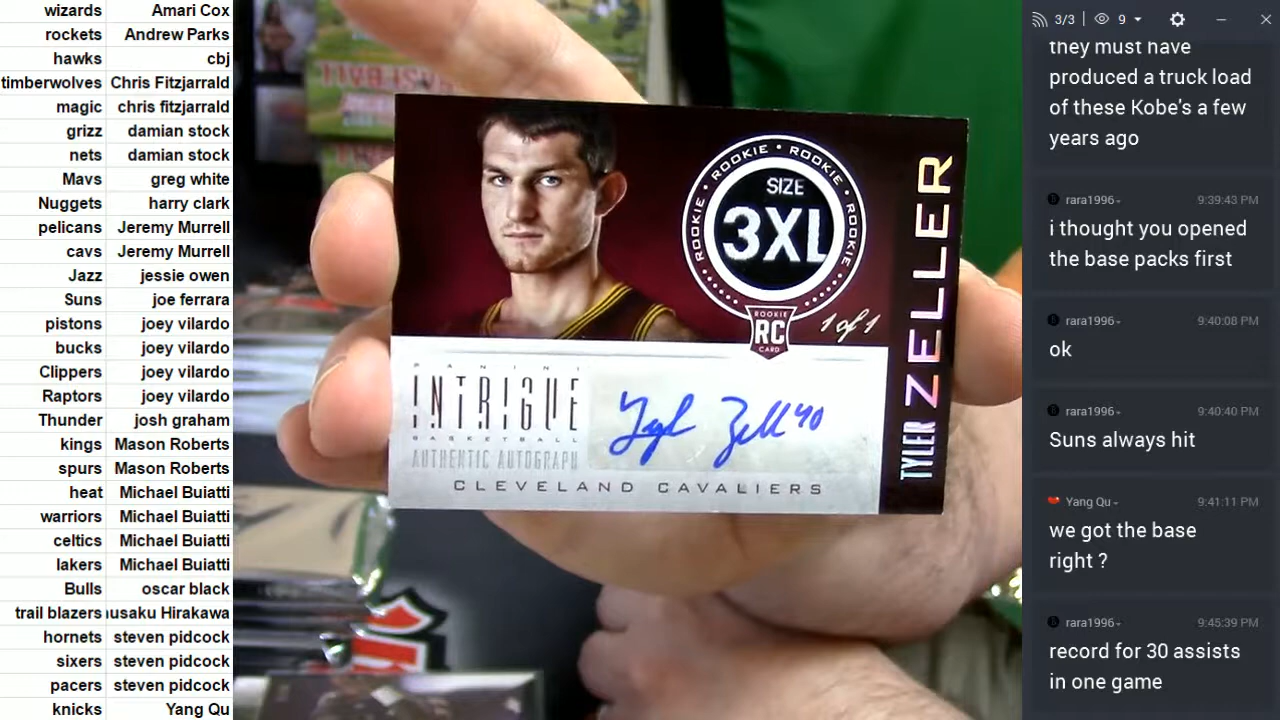 wizards Amari Cox
rockets Andrew Parks
hawks cbj
timberwolves Chris Fitzjarrald
magic chris fitzjarrald
grizz damian stock
nets damian stock
Mavs greg white
Nuggets harry clark
pelicans Jeremy Murrell
cavs Jeremy Murrell
Jazz jessie owen
Suns joe ferrara
pistons joey vilardo
bucks joey vilardo
Clippers joey vilardo
Raptors joey vilardo
Thunder josh graham
kings Mason Roberts
spurs Mason Roberts
heat Michael Buiatti
warriors Michael Buiatti
celtics Michael Buiatti
lakers Michael Buiatti
Bulls oscar black
trail blazers usaku Hirakawa
hornets steven pidcock
sixers steven pidcock
pacers steven pidcock
knicks Yang Qu
ROOKIE • ROOKIE • ROOKIE • ROOKIE
SIZE
3XL
ROOKIE
RC
CARD
1 of 1
TYLER ZELLER
PANINI
INTRIGUE
BASKETBALL
AUTHENTIC AUTOGRAPH
CLEVELAND CAVALIERS
3/3 9
they must have
produced a truck load
of these Kobe's a few
years ago
rara1996 9:39:43 PM
i thought you opened
the base packs first
rara1996 9:40:08 PM
ok
rara1996 9:40:40 PM
Suns always hit
Yang Qu 9:41:11 PM
we got the base
right ?
rara1996 9:45:39 PM
record for 30 assists
in one game